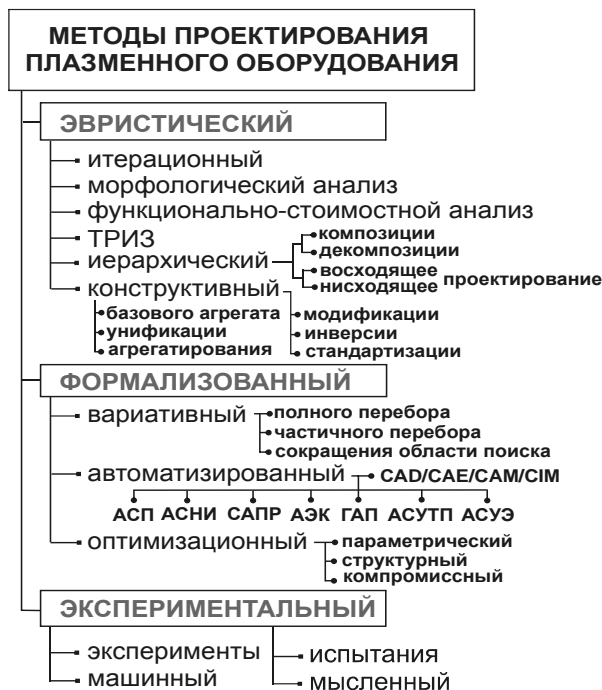 МЕТОДЫ ПРОЕКТИРОВАНИЯ
ПЛАЗМЕННОГО ОБОРУДОВАНИЯ
ЭВРИСТИЧЕСКИЙ
итерационный
морфологический анализ
функционально-стоимостной анализ
ТРИЗ
иерархический
композиции
декомпозиции
восходящее
нисходящее
проектирование
конструктивный
базового агрегата
унификации
агрегатирования
модификации
инверсии
стандартизации
ФОРМАЛИЗОВАННЫЙ
вариативный
полного перебора
частичного перебора
сокращения области поиска
автоматизированный
CAD/CAE/CAM/CIM
АСП АСНИ САПР АЭК ГАП АСУТП АСУЭ
оптимизационный
параметрический
структурный
компромиссный
ЭКСПЕРИМЕНТАЛЬНЫЙ
эксперименты
машинный
испытания
мысленный